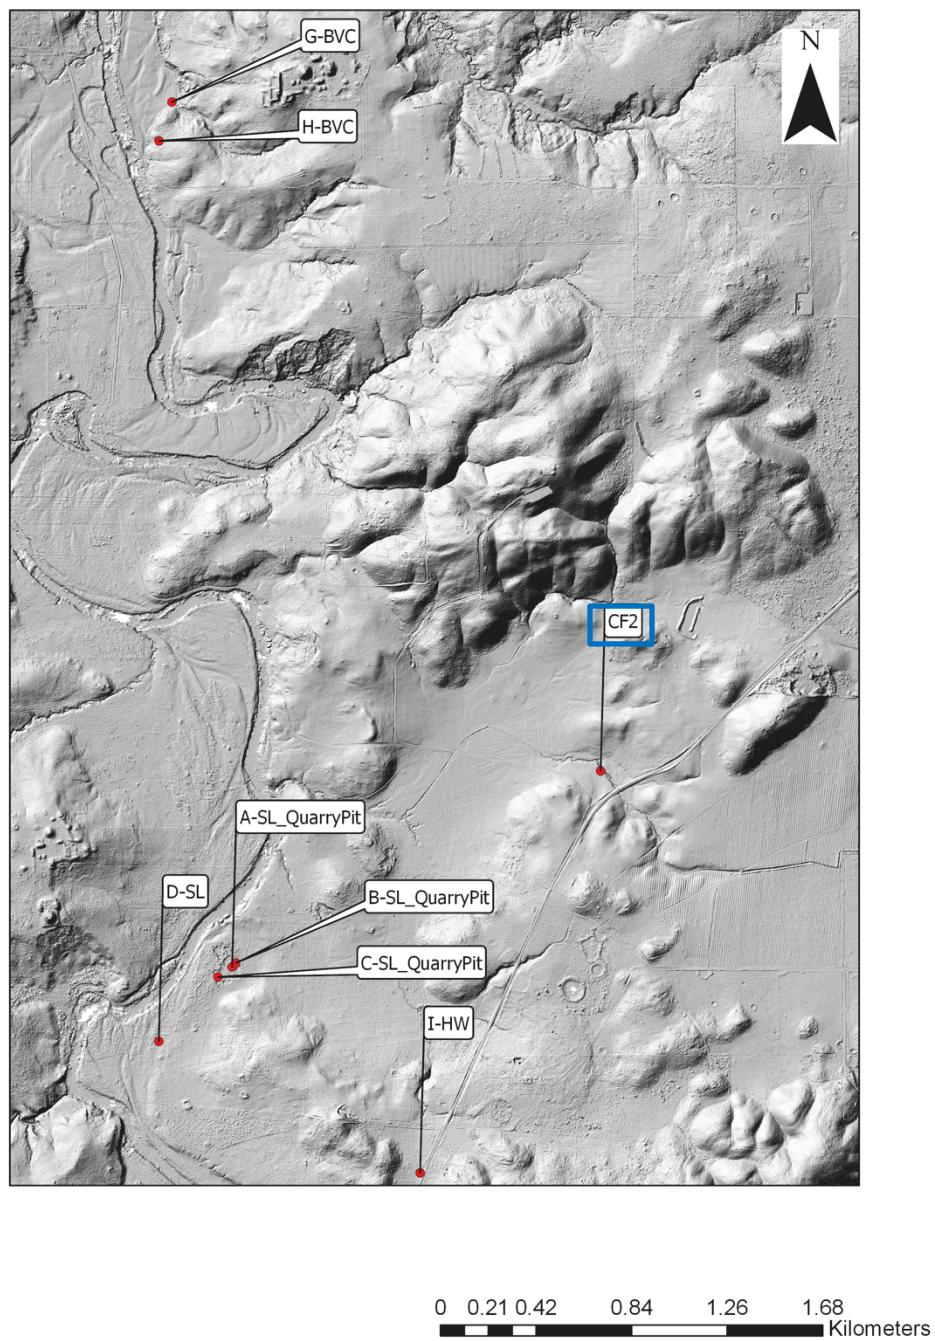 G-BVC
N
H-BVC
CF2
A-SL_QuarryPit
D-SL
B-SL_QuarryPit
C-SL_QuarryPit
I-HW
0 0.21 0.42 0.84 1.26 1.68
Kilometers